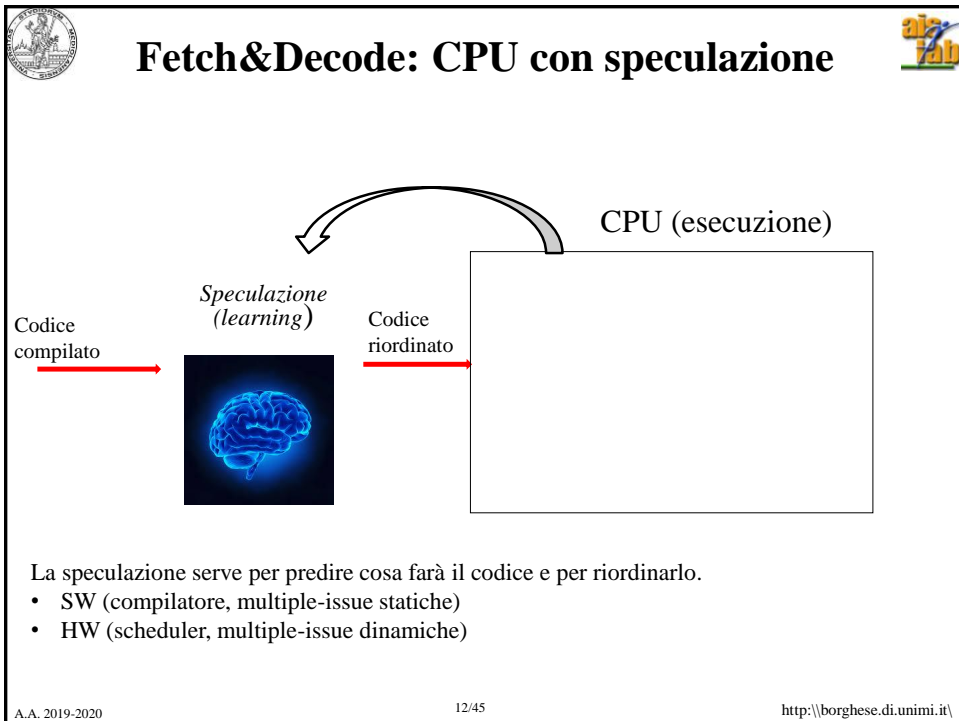 Fetch&Decode: CPU con speculazione
CPU (esecuzione)
Speculazione
(learning)
Codice
compilato
Codice
riordinato
La speculazione serve per predire cosa farà il codice e per riordinarlo.
• SW (compilatore, multiple-issue statiche)
• HW (scheduler, multiple-issue dinamiche)
A.A. 2019-2020
12/45
http:\\borghese.di.unimi.it\